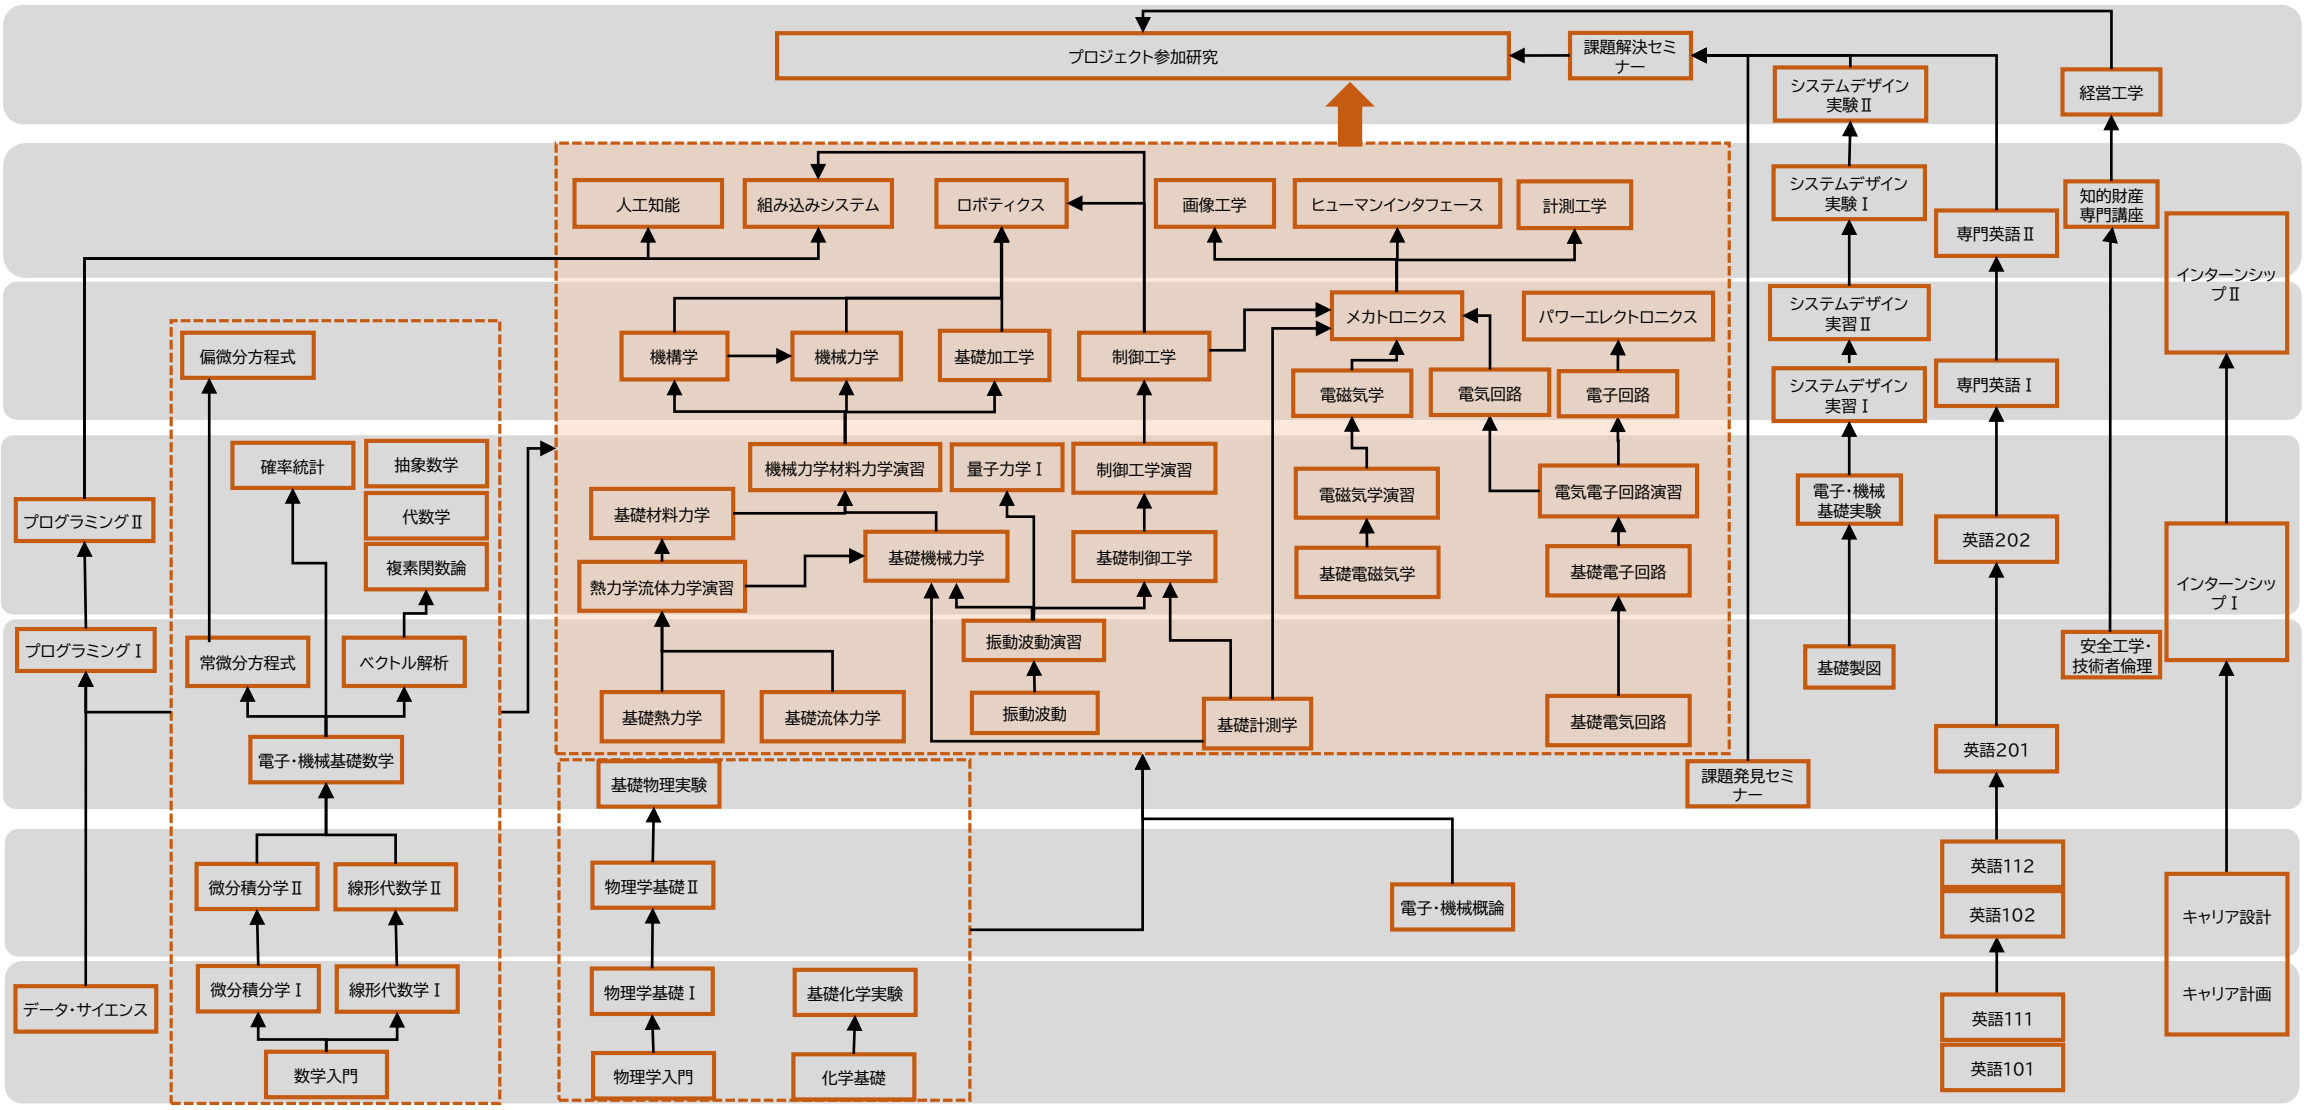 プロジェクト参加研究
課題解決セミ
ナー
システムデザイン
実験Ⅱ
経営工学
人工知能
組み込みシステム
ロボティクス
画像工学
ヒューマンインタフェース
計測工学
システムデザイン
実験Ⅰ
専門英語Ⅱ
知的財産
専門講座
インターンシッ
プⅡ
偏微分方程式
機構学
機械力学
基礎加工学
制御工学
メカトロニクス
パワーエレクトロニクス
電磁気学
電気回路
電子回路
システムデザイン
実習Ⅱ
システムデザイン
実習Ⅰ
専門英語Ⅰ
プログラミングⅡ
確率統計
抽象数学
代数学
複素関数論
機械力学材料力学演習
量子力学Ⅰ
制御工学演習
基礎材料力学
基礎機械力学
基礎制御工学
熱力学流体力学演習
電磁気学演習
電気電子回路演習
基礎電磁気学
基礎電子回路
電子・機械
基礎実験
英語202
インターンシッ
プⅠ
プログラミングⅠ
常微分方程式
ベクトル解析
電子・機械基礎数学
振動波動演習
基礎熱力学
基礎流体力学
振動波動
基礎計測学
基礎電気回路
基礎製図
安全工学・
技術者倫理
英語201
基礎物理実験
課題発見セミ
ナー
微分積分学Ⅱ
線形代数学Ⅱ
物理学基礎Ⅱ
電子・機械概論
英語112
英語102
キャリア設計
データ・サイエンス
微分積分学Ⅰ
線形代数学Ⅰ
物理学基礎Ⅰ
基礎化学実験
英語111
キャリア計画
数学入門
物理学入門
化学基礎
英語101